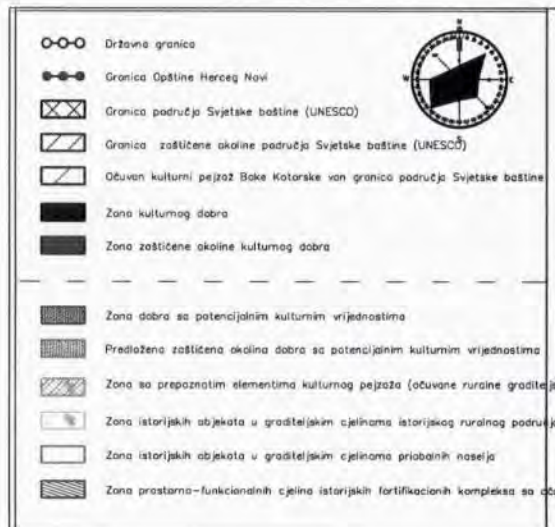 Državna granica
Granica Opštine Herceg Novi
Granica područja Svjetske baštine (UNESCO)
Granica zaštićene okoline područja Svjetske baštine (UNESCO)
Očuvan kulturni pejzaž Boke Kotorske van granica područja Svjetske baštine
Zona kulturnog dobra
Zona zaštićene okoline kulturnog dobra
Zona dobra sa potencijalnim kulturnim vrijednostima
Predložena zaštićena okolina dobra sa potencijalnim kulturnim vrijednostima
Zona sa prepoznatim elementima kulturnog pejzaža (očuvane ruralne
Zona istorijskih objekata u graditeljskim cjelinama istorijskog ruralnog
Zona istorijskih objekata u graditeljskim cjelinama priobalnih naselja
Zona prostorno-funkcionalnih cjelina istorijskih fortifikacionih kompleksa sa
W
S